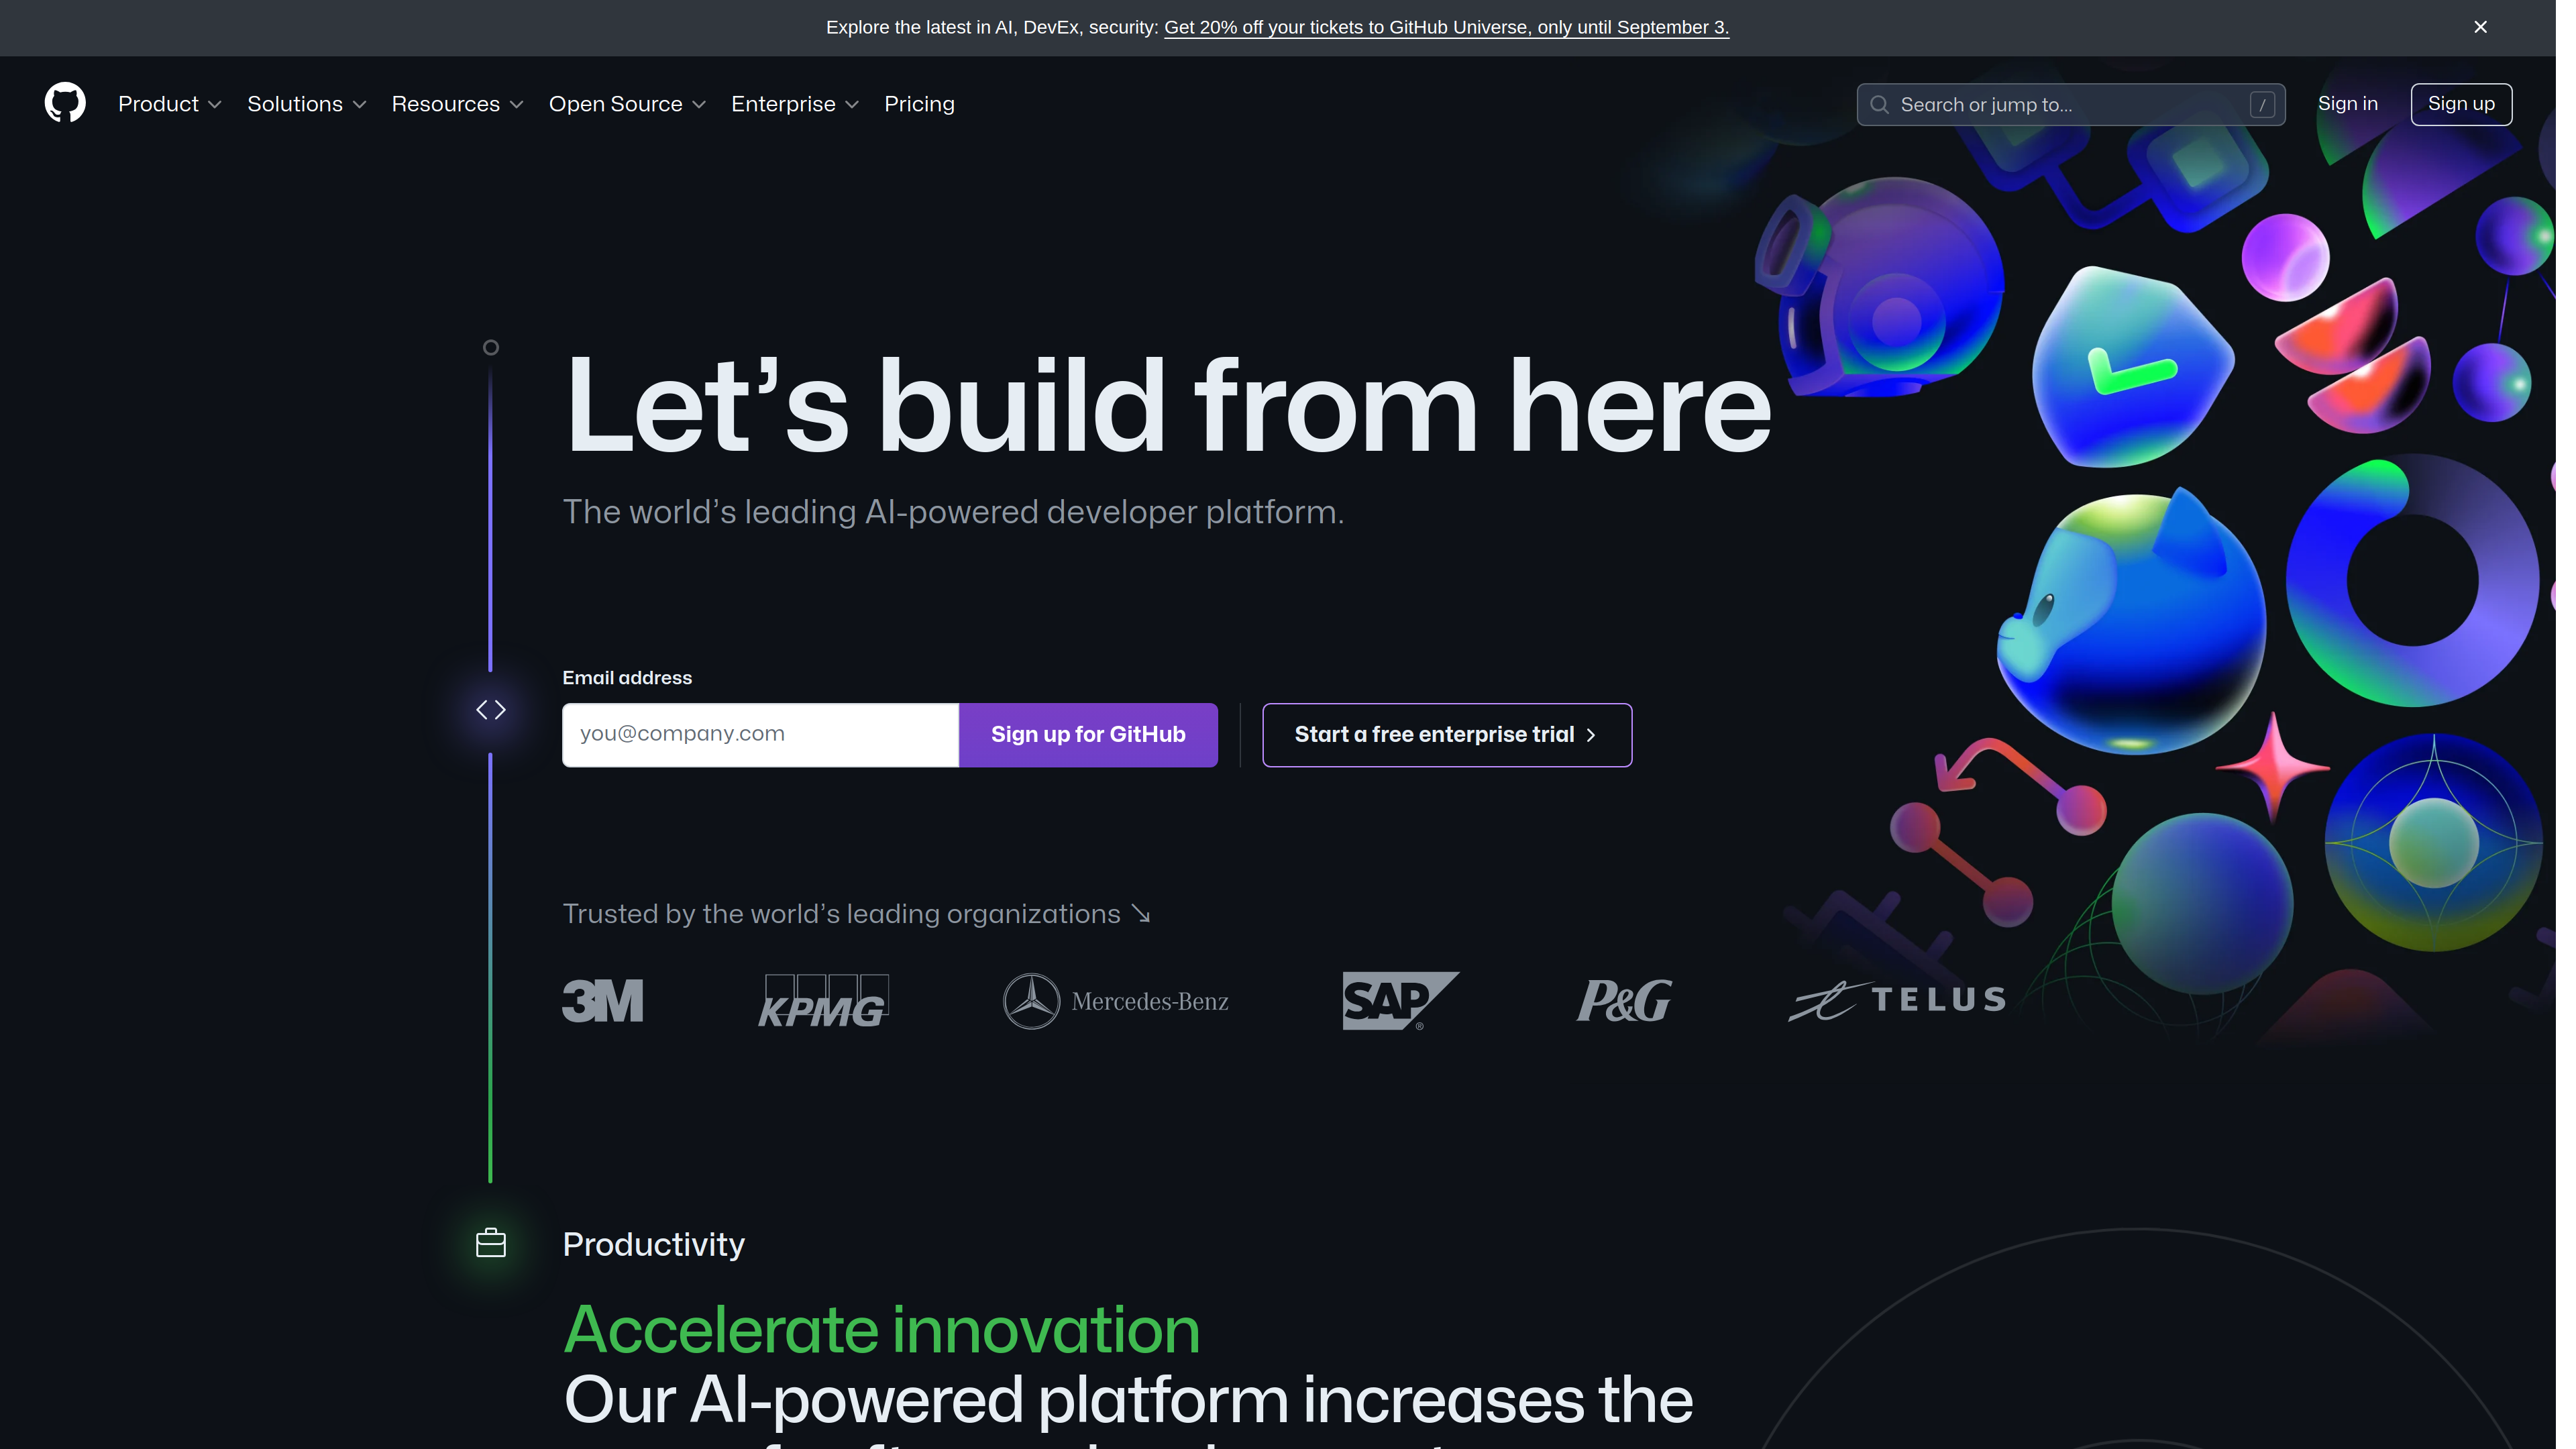 Explore the latest in AI, DevEx, security: Get 20% off your tickets to GitHub Universe, only until September 3.
Product Solutions Resources Open Source Enterprise Pricing Search or jump to... / Sign in Sign up
Let’s build from here
The world’s leading AI-powered developer platform.
Email address
you@company.com Sign up for GitHub Start a free enterprise trial
Trusted by the world’s leading organizations
3M KPMG Mercedes-Benz SAP ® P&G TELUS
Productivity
Accelerate innovation
Our AI-powered platform increases the